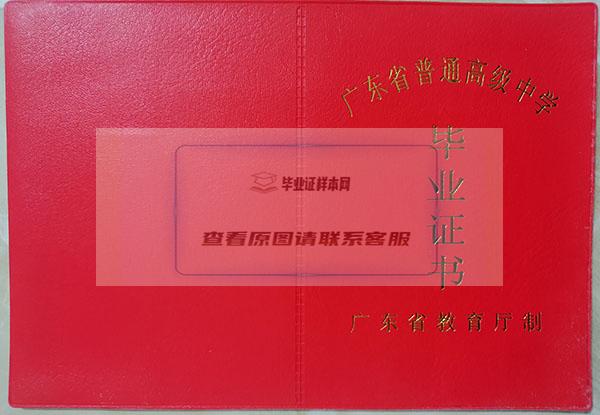 广东省普通高级中学
毕业证书
毕业证样本网
查看原图请联系客服
广东省教育厅制